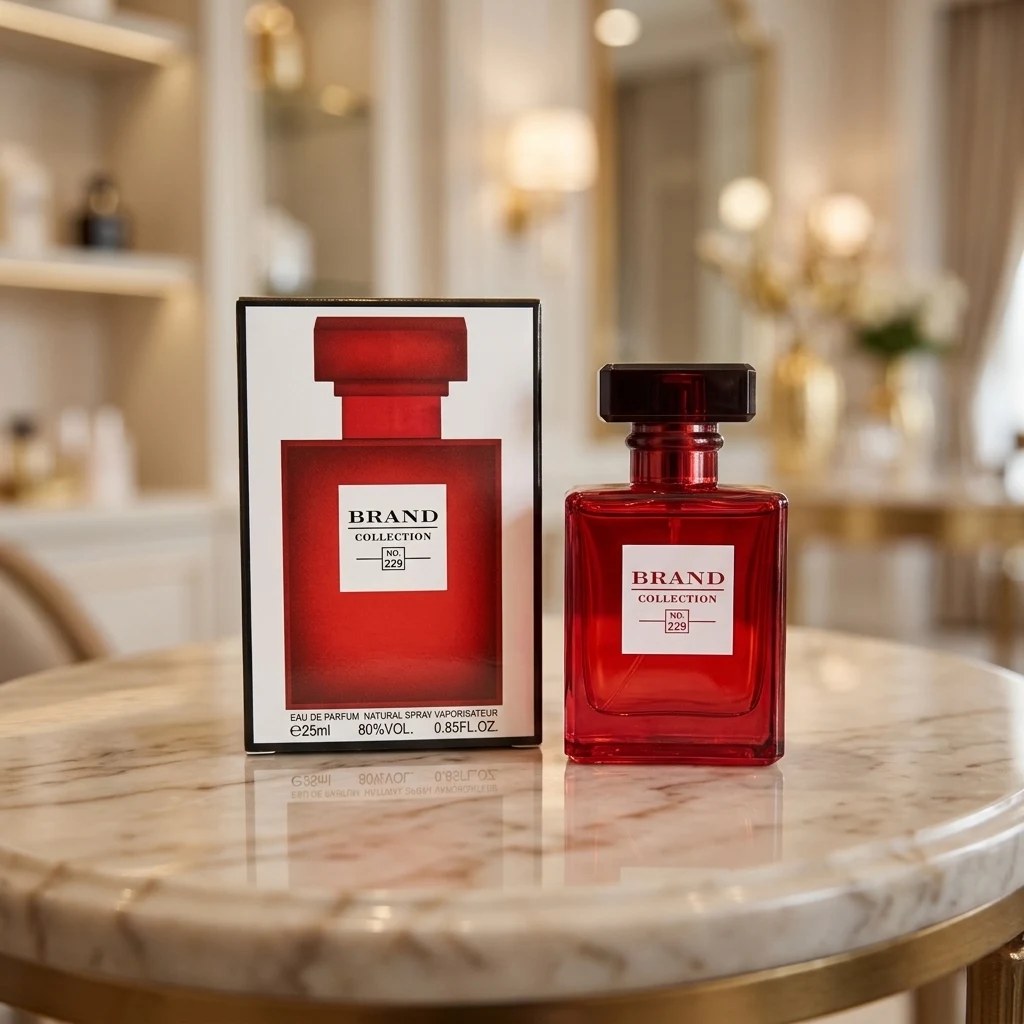 BRAND
COLLECTION
NO.
229
EAU DE PARFUM NATURAL SPRAY VAPORISATEUR
℮25ml 80%VOL. 0.85FL.OZ.
BRAND
COLLECTION
NO.
229